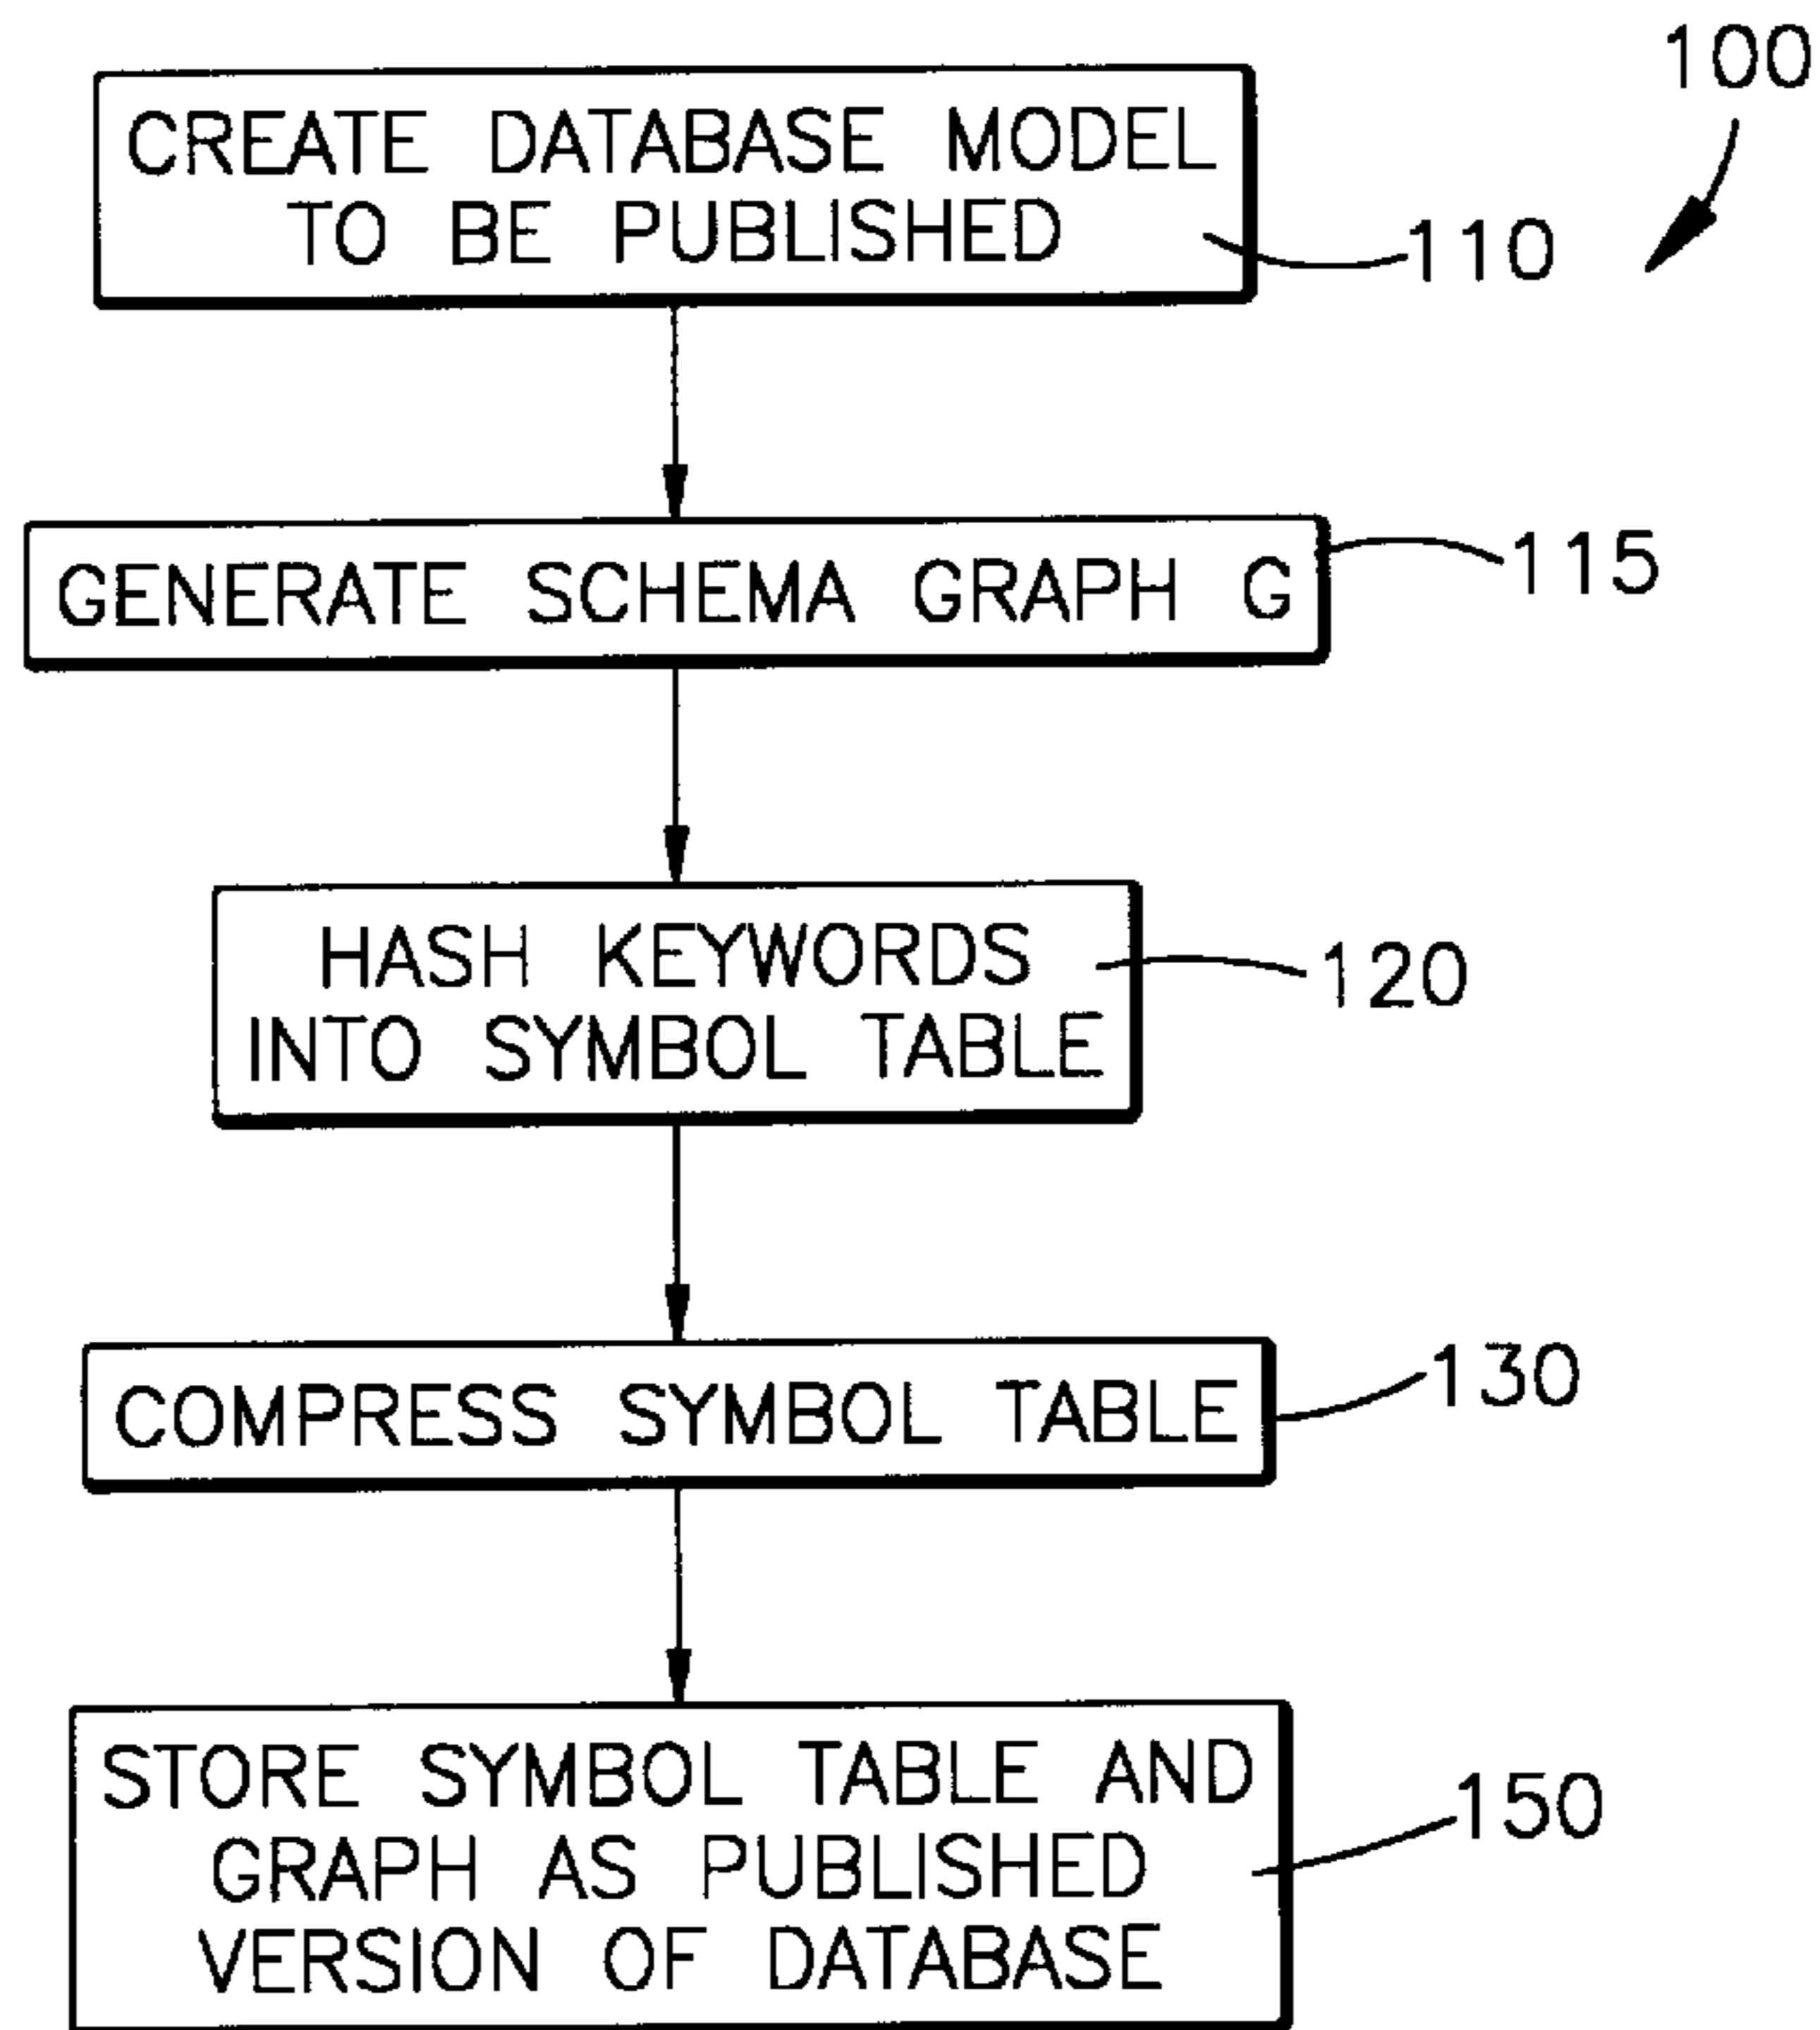 100
CREATE DATABASE MODEL
TO BE PUBLISHED
110
GENERATE SCHEMA GRAPH G
115
HASH KEYWORDS
INTO SYMBOL TABLE
120
COMPRESS SYMBOL TABLE
130
STORE SYMBOL TABLE AND
GRAPH AS PUBLISHED
VERSION OF DATABASE
150